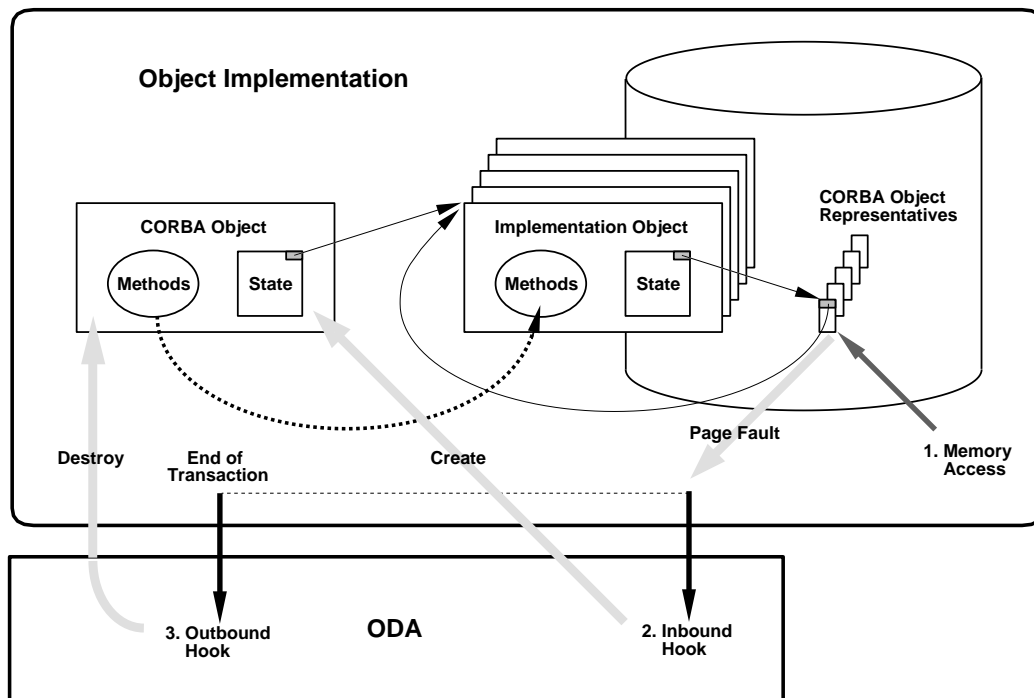 Object Implementation
CORBA Object
Representatives
CORBA Object
Methods
State
Implementation Object
Methods
State
Page Fault
1. Memory
Access
Destroy
End of
Transaction
Create
3. Outbound
Hook
ODA
2. Inbound
Hook